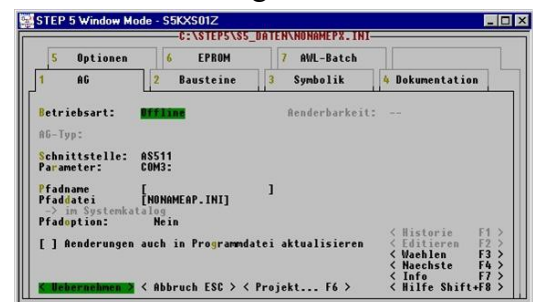 STEP 5 Window Mode - S5KXS01Z
C:\STEP5\S5_DATEN\NONAMEPX.INI
5 Optionen 6 EPROM 7 AWL-Batch
1 AG 2 Bausteine 3 Symbolik 4 Dokumentation
Betriebsart: Offline Aenderbarkeit: --
AG-Typ:
Schnittstelle: AS511
Parameter: COM3:
Pfadname [ ]
Pfaddatei [NONAMEAP.INI]
-> im Systemkatalog
Pfadoption: Nein
< Historie F1 >
[ ] Aenderungen auch in Programmdatei aktualisieren < Editieren F2 >
< Waehlen F3 >
< Naechste F4 >
< Info F7 >
< Uebernehmen > < Abbruch ESC > < Projekt... F6 > < Hilfe Shift+F8 >